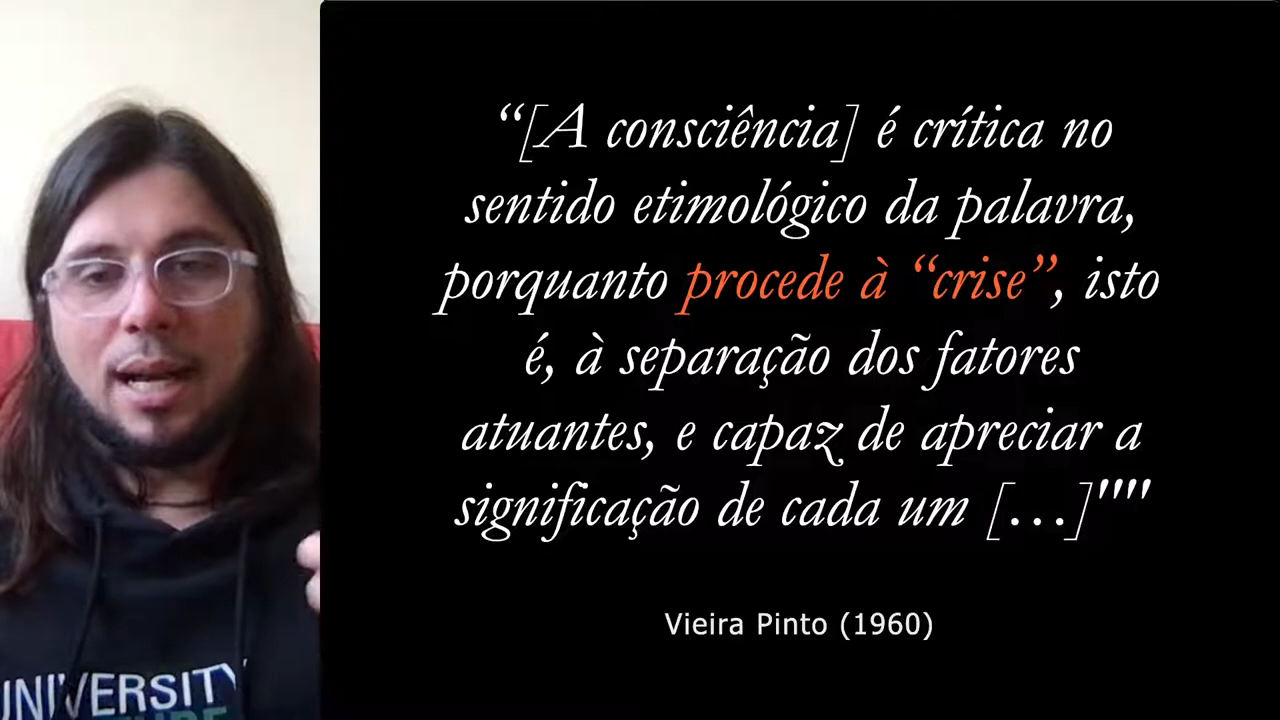 “[A consciência] é crítica no
sentido etimológico da palavra,
porquanto procede à “crise”, isto
é, à separação dos fatores
atuantes, e capaz de apreciar a
significação de cada um [...]""
Vieira Pinto (1960)
UNIVERSITY